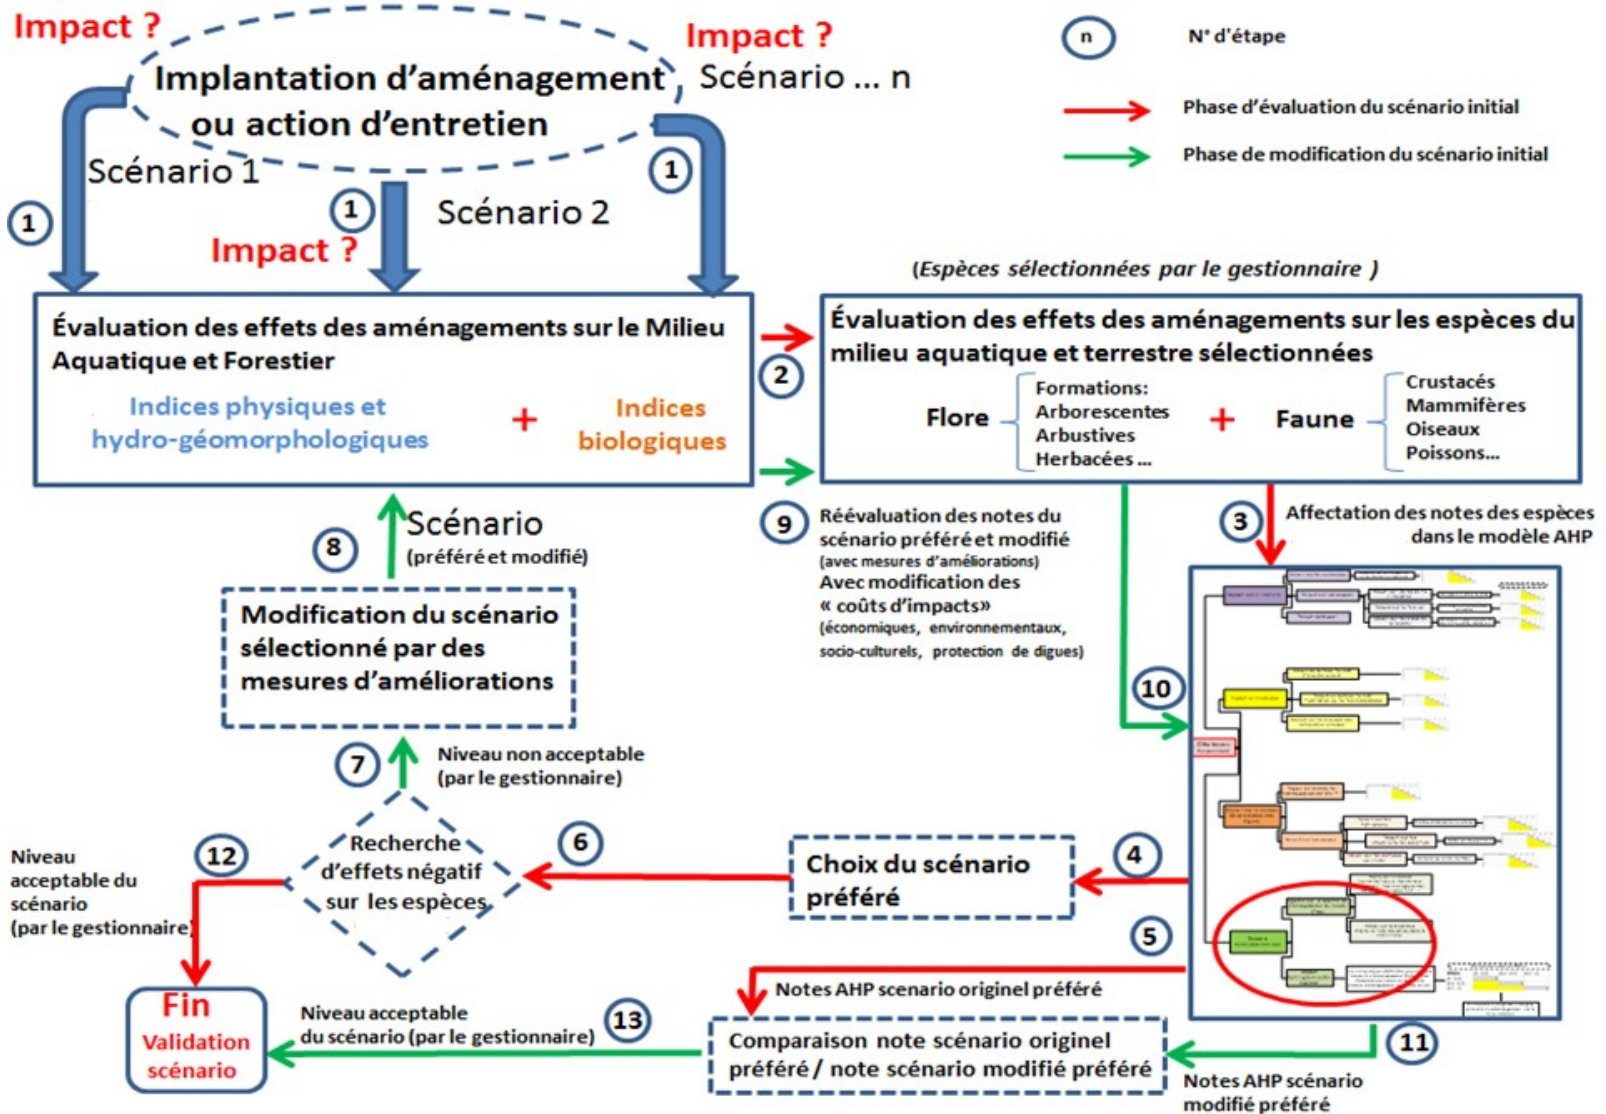 Impact ?
Impact ?
Implantation d'aménagement
ou action d'entretien
Scénario ... n
n
N° d'étape
Phase d'évaluation du scénario initial
Phase de modification du scénario initial
Scénario 1
1
1
Scénario 2
1
Impact ?
(Espèces sélectionnées par le gestionnaire )
Évaluation des effets des aménagements sur le Milieu
Aquatique et Forestier
Indices physiques et
hydro-géomorphologiques
+
Indices
biologiques
2
Évaluation des effets des aménagements sur les espèces du
milieu aquatique et terrestre sélectionnées
Flore
Formations:
Arborescentes
Arbustives
Herbacées ...
+
Faune
Crustacés
Mammifères
Oiseaux
Poissons...
3
Affectation des notes des espèces
dans le modèle AHP
9
Réévaluation des notes du
scénario préféré et modifié
(avec mesures d'améliorations)
Avec modification des
« coûts d'impacts»
(économiques, environnementaux,
socio-culturels, protection de digues)
10
8
Scénario
(préféré et modifié)
Modification du scénario
sélectionné par des
mesures d'améliorations
7
Niveau non acceptable
(par le gestionnaire)
Recherche
d'effets négatif
sur les espèces
6
Choix du scénario
préféré
4
5
12
Niveau
acceptable du
scénario
(par le gestionnaire)
Fin
Validation
scénario
Niveau acceptable
du scénario (par le gestionnaire)
13
Notes AHP scenario originel préféré
Comparaison note scénario originel
préféré / note scénario modifié préféré
11
Notes AHP scénario
modifié préféré